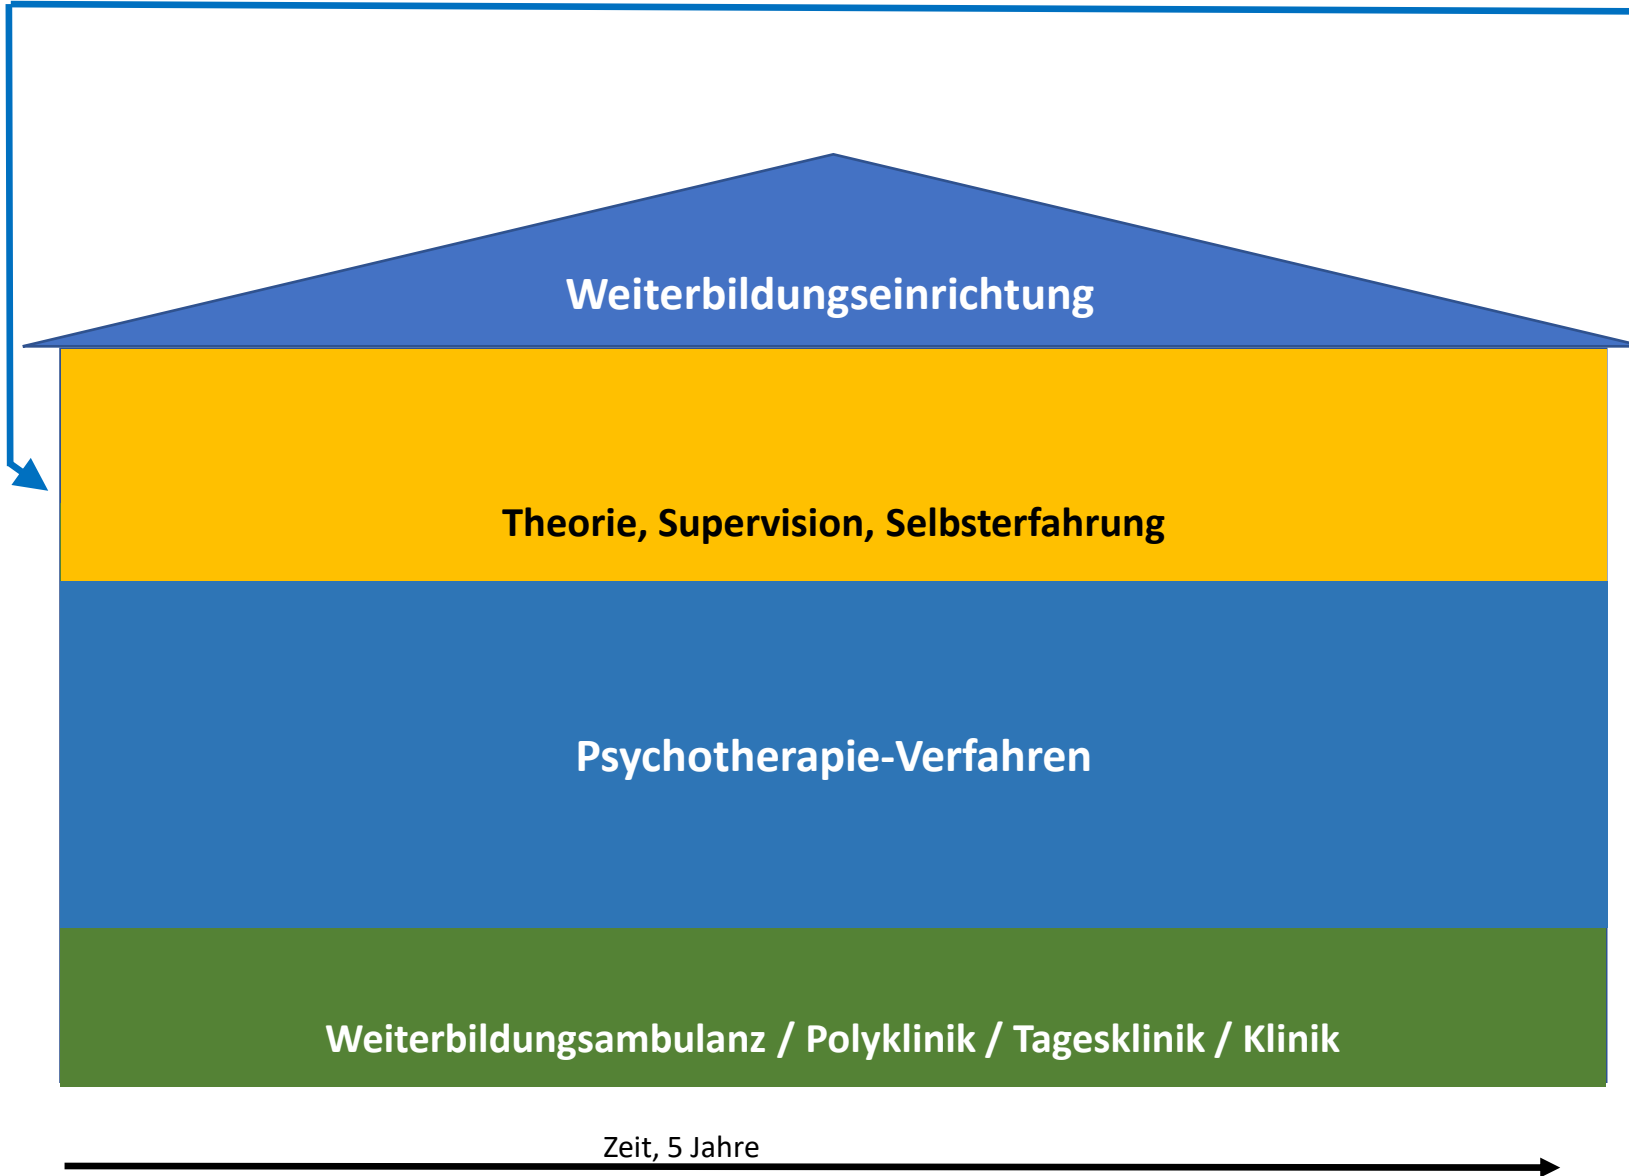 Weiterbildungseinrichtung
Theorie, Supervision, Selbsterfahrung
Psychotherapie-Verfahren
Weiterbildungsambulanz / Polyklinik / Tagesklinik / Klinik
Zeit, 5 Jahre